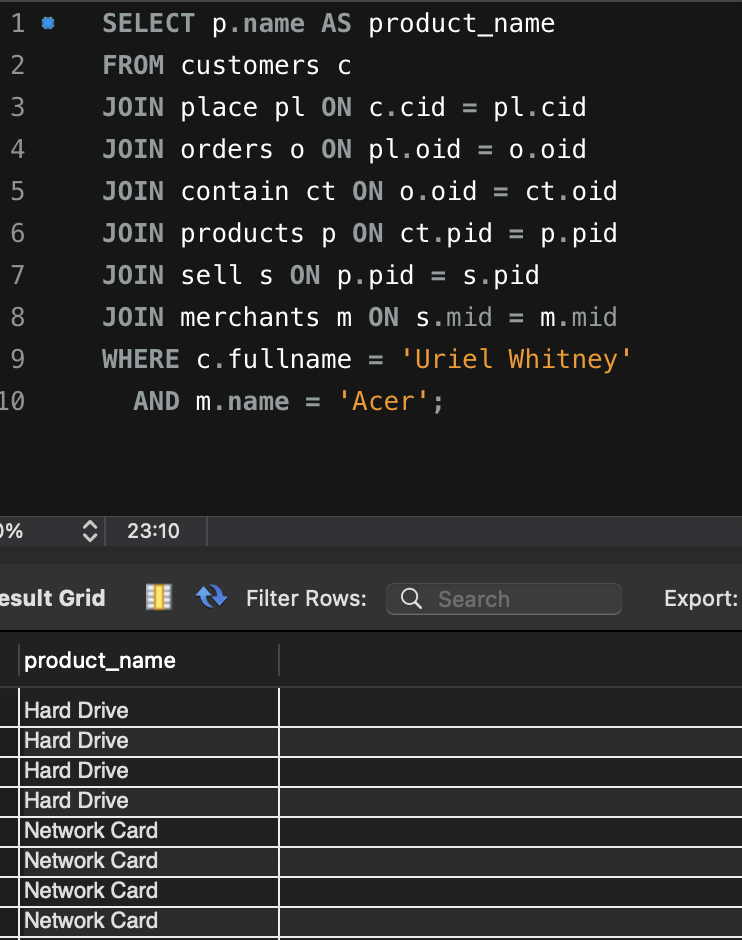 1 SELECT p.name AS product_name
2 FROM customers c
3 JOIN place pl ON c.cid = pl.cid
4 JOIN orders o ON pl.oid = o.oid
5 JOIN contain ct ON o.oid = ct.oid
6 JOIN products p ON ct.pid = p.pid
7 JOIN sell s ON p.pid = s.pid
8 JOIN merchants m ON s.mid = m.mid
9 WHERE c.fullname = 'Uriel Whitney'
10 AND m.name = 'Acer';
0% 23:10
esult Grid Filter Rows: Search Export:
product_name
Hard Drive
Hard Drive
Hard Drive
Hard Drive
Network Card
Network Card
Network Card
Network Card